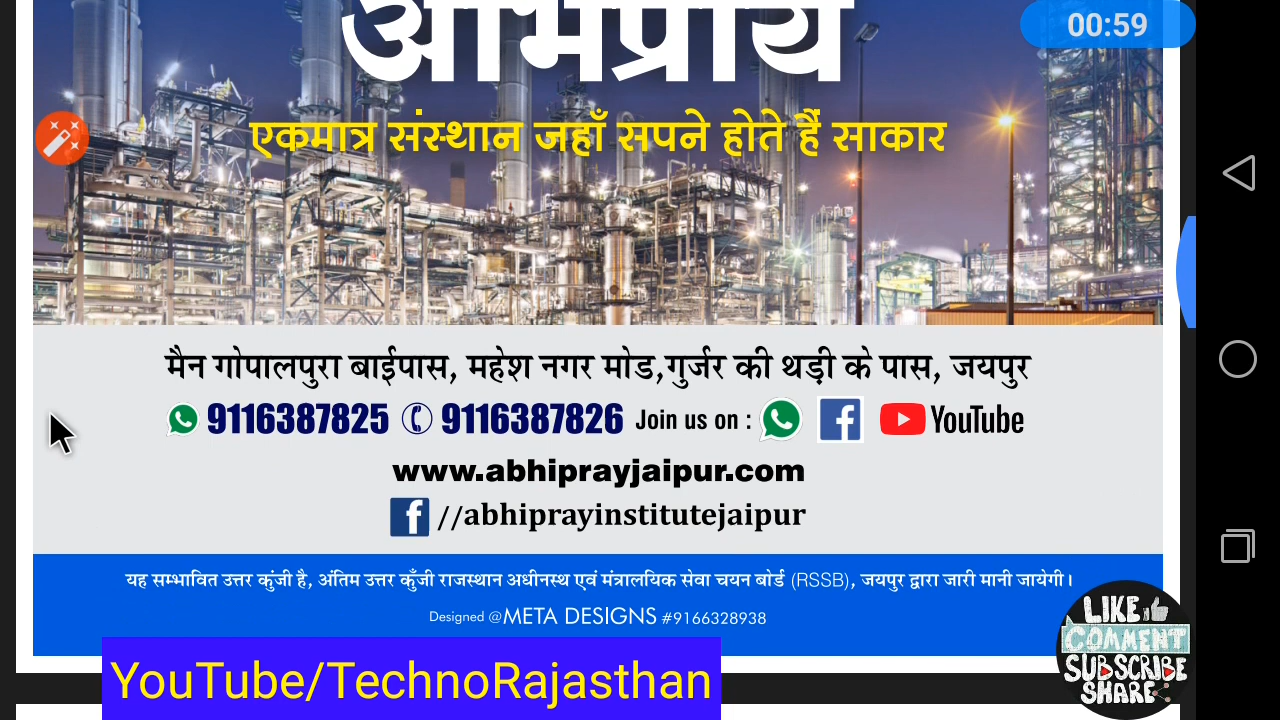 00:59
अभिप्राय
एकमात्र संस्थान जहाँ सपने होते हैं साकार
मैन गोपालपुरा बाईपास, महेश नगर मोड,गुर्जर की थड़ी के पास, जयपुर
9116387825 9116387826 Join us on : YouTube
www.abhiprayjaipur.com
//abhiprayinstitutejaipur
यह सम्भावित उत्तर कुंजी है, अंतिम उत्तर कुँजी राजस्थान अधीनस्थ एवं मंत्रालयिक सेवा चयन बोर्ड (RSSB), जयपुर द्वारा जारी मानी जायेगी।
Designed @META DESIGNS #9166328938
YouTube/TechnoRajasthan
LIKE
COMMENT
SUBSCRIBE
SHARE